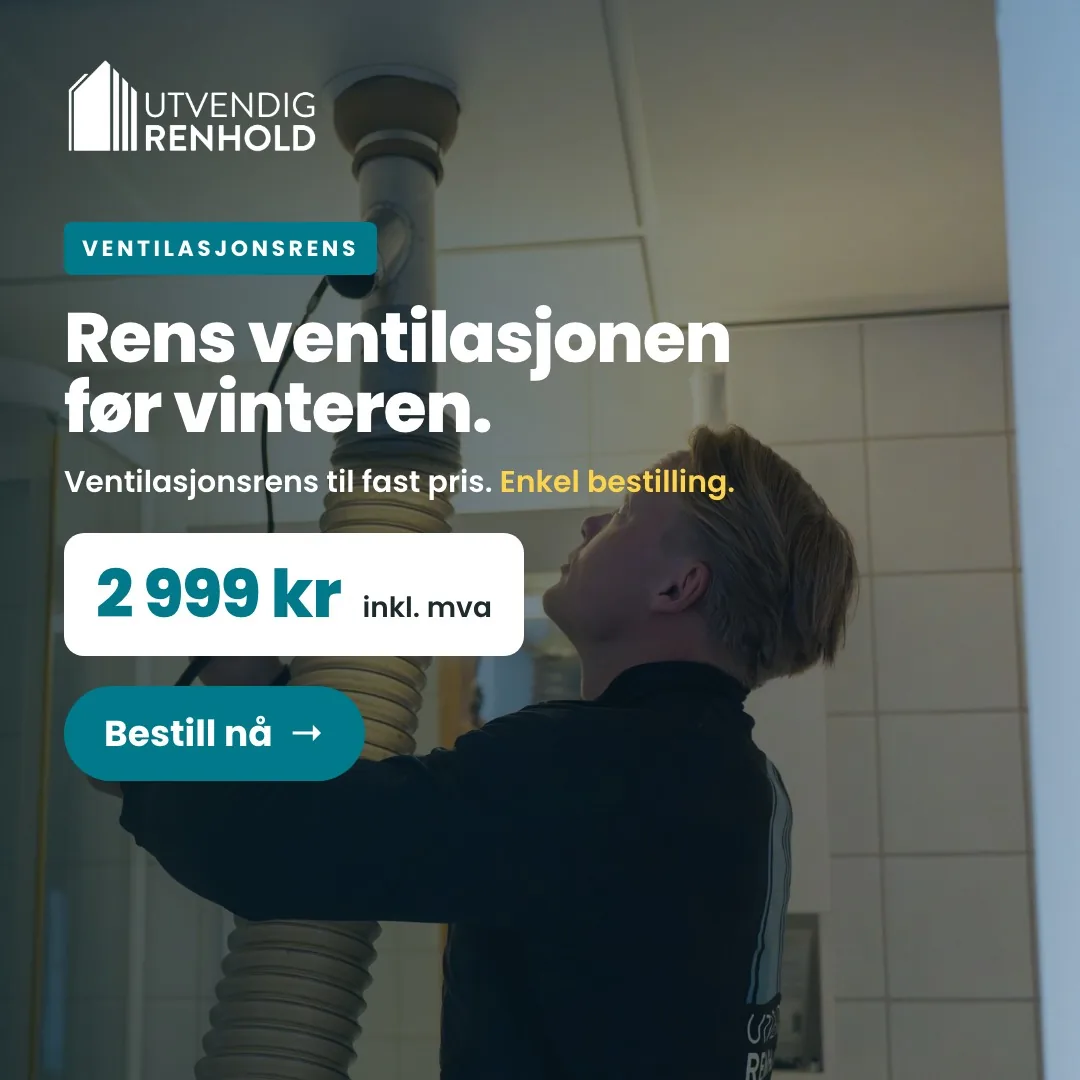 UTVENDIG
RENHOLD
VENTILASJONSRENS
Rens ventilasjonen
før vinteren.
Ventilasjonsrens til fast pris. Enkel bestilling.
2 999 kr inkl. mva
Bestill nå →